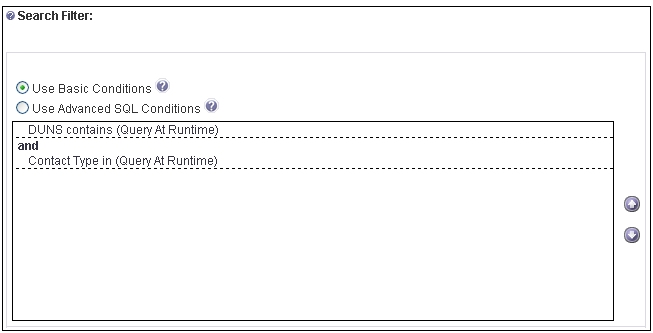 Search Filter:
Use Basic Conditions
Use Advanced SQL Conditions
DUNS contains (Query At Runtime)
and
Contact Type in (Query At Runtime)